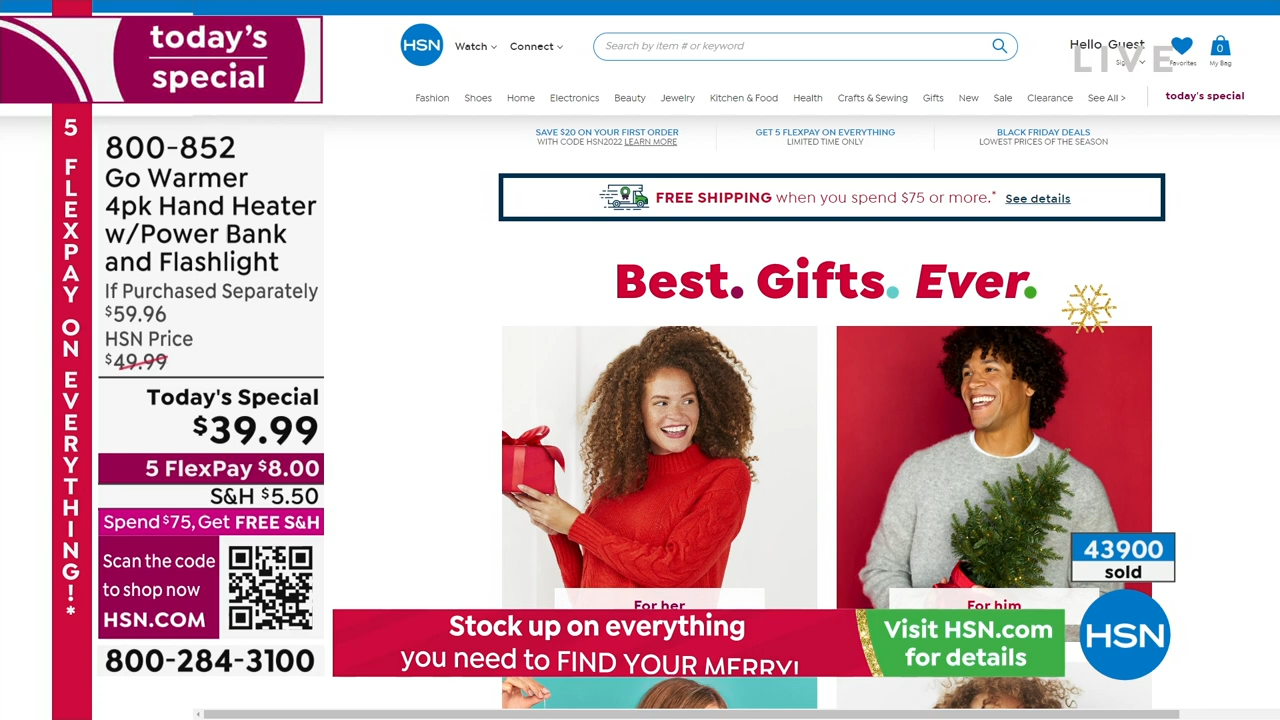 today's
special
5 FLEXPAY ON EVERYTHING!*
800-852
Go Warmer
4pk Hand Heater
w/Power Bank
and Flashlight
If Purchased Separately
$59.96
HSN Price
$49.99
Today's Special
$39.99
5 FlexPay $8.00
S&H $5.50
Spend $75, Get FREE S&H
Scan the code
to shop now
HSN.COM
800-284-3100
HSN
Watch
Connect
Search by item # or keyword
Hello, Guest
LIVE
Favorites
0
My Bag
Fashion Shoes Home Electronics Beauty Jewelry Kitchen & Food Health Crafts & Sewing Gifts New Sale Clearance See All > today's special
SAVE $20 ON YOUR FIRST ORDER
WITH CODE HSN2022 LEARN MORE
GET 5 FLEXPAY ON EVERYTHING
LIMITED TIME ONLY
BLACK FRIDAY DEALS
LOWEST PRICES OF THE SEASON
FREE SHIPPING when you spend $75 or more.* See details
Best. Gifts. Ever.
For her
For him
43900
sold
Stock up on everything
you need to FIND YOUR MERRY!
Visit HSN.com
for details
HSN